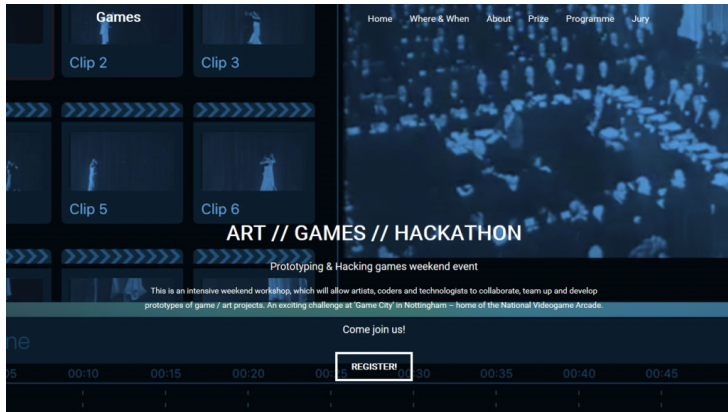 Games
Home Where & When About Prize Programme Jury
Clip 2 Clip 3
Clip 5 Clip 6
ART // GAMES // HACKATHON
Prototyping & Hacking games weekend event
This is an intensive weekend workshop, which will allow artists, coders and technologists to collaborate, team up and develop
prototypes of game / art projects. An exciting challenge at 'Game City' in Nottingham – home of the National Videogame Arcade.
Come join us!
ne
REGISTER!
05 00:10 00:15 00:20 00:25 00:30 00:35 00:40 00:45